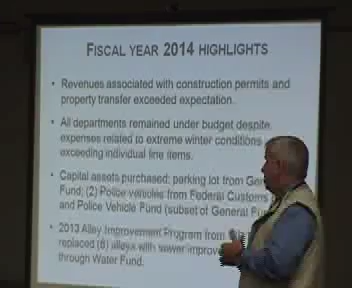 FISCAL YEAR 2014 HIGHLIGHTS
• Revenues associated with construction permits and
property transfer exceeded expectation.
• All departments remained under budget despite
expenses related to extreme winter conditions
exceeding individual line items.
• Capital assets purchased; parking lot from
Fund; (2) Police vehicles from Federal Customs
and Police Vehicle Fund (subset of General
• 2013 Alley Improvement Program from
replaced (6) alleys with sewer
through Water Fund.